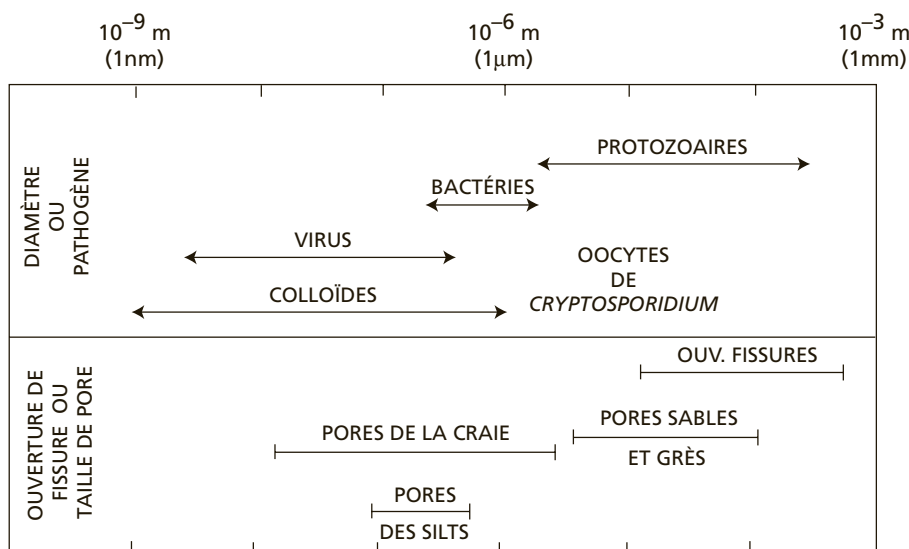 10⁻⁹ m
(1nm)
10⁻⁶ m
(1µm)
10⁻³ m
(1mm)
DIAMÈTRE
OU
PATHOGÈNE
PROTOZOAIRES
BACTÉRIES
VIRUS
COLLOÏDES
OOCYTES
DE
CRYPTOSPORIDIUM
OUVERTURE DE
FISSURE OU
TAILLE DE PORE
OUV. FISSURES
PORES DE LA CRAIE
PORES SABLES
ET GRÈS
PORES
DES SILTS